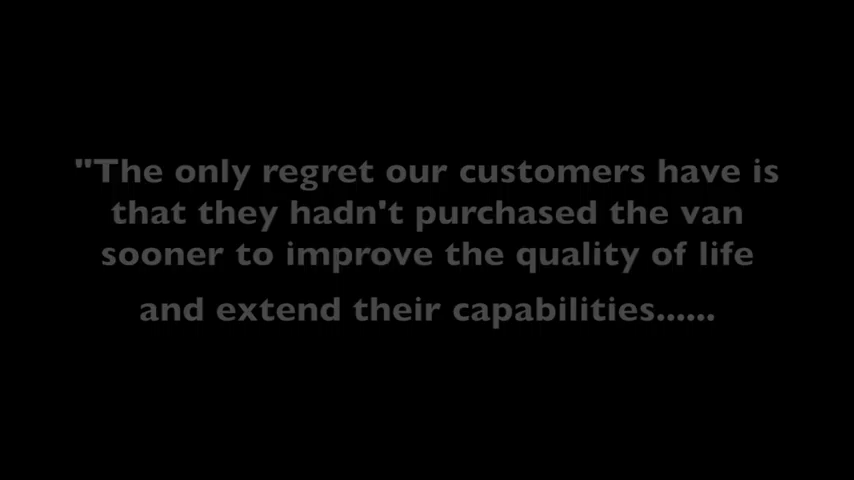 "The only regret our customers have is
that they hadn't purchased the van
sooner to improve the quality of life
and extend their capabilities......